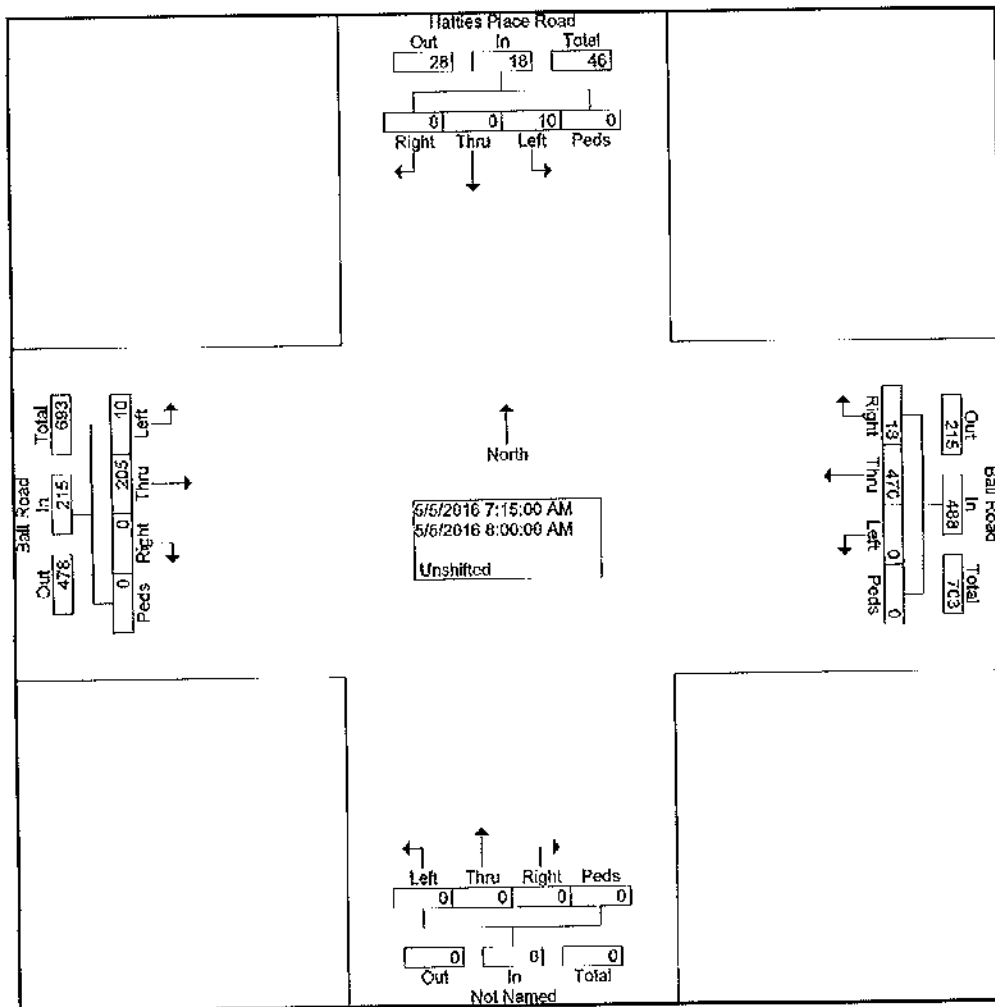 Hatties Place Road
Out In Total
28 18 46
0 0 10 0
Right Thru Left Peds
Ball Road
Total In Out
693 215 478
10 205 0 0
Left Thru Right Peds
North
5/5/2016 7:15:00 AM
5/5/2016 8:00:00 AM
Unshifted
Right Thru Left Peds
18 470 0 0
Out In Total
215 488 703
Ball Road
Left Thru Right Peds
0 0 0 0
0 0 0
Out In Total
Not Named